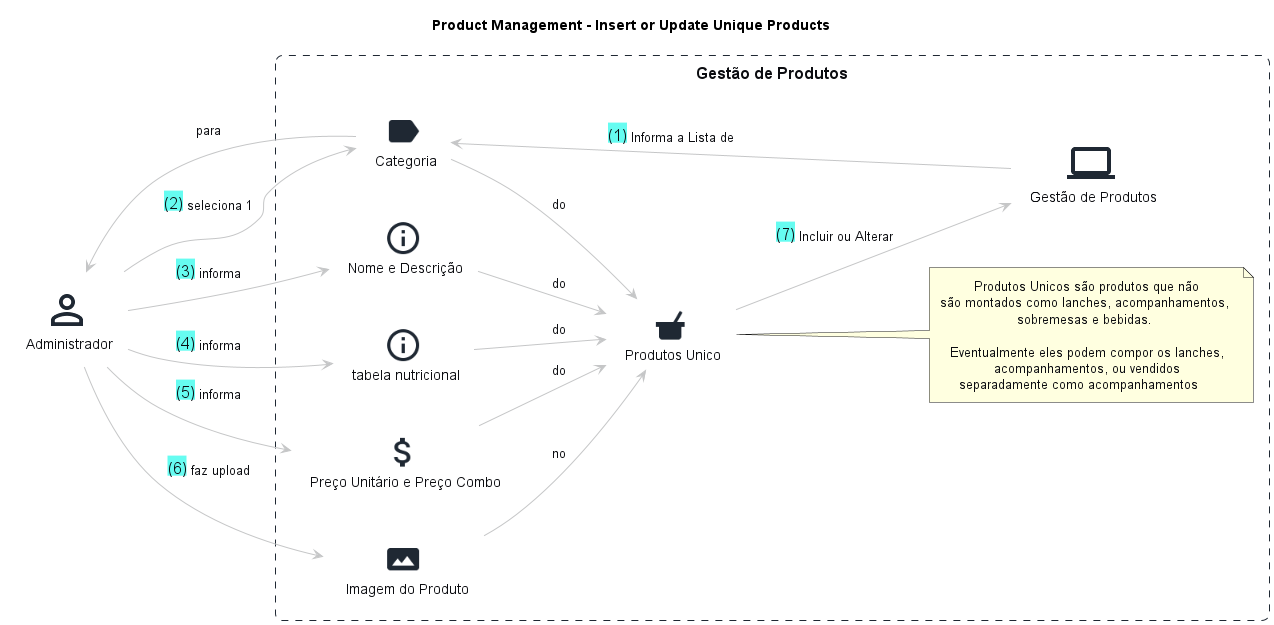 Product Management - Insert or Update Unique Products
Gestão de Produtos
para
Categoria
(1) Informa a Lista de
Gestão de Produtos
(2) seleciona 1
do
(7) Incluir ou Alterar
(3) informa
Nome e Descrição
do
Administrador
(4) informa
tabela nutricional
do
Produtos Unico
Produtos Unicos são produtos que não
são montados como lanches, acompanhamentos,
sobremesas e bebidas.
Eventualmente eles podem compor os lanches,
acompanhamentos, ou vendidos
separadamente como acompanhamentos
(5) informa
do
(6) faz upload
Preço Unitário e Preço Combo
no
Imagem do Produto